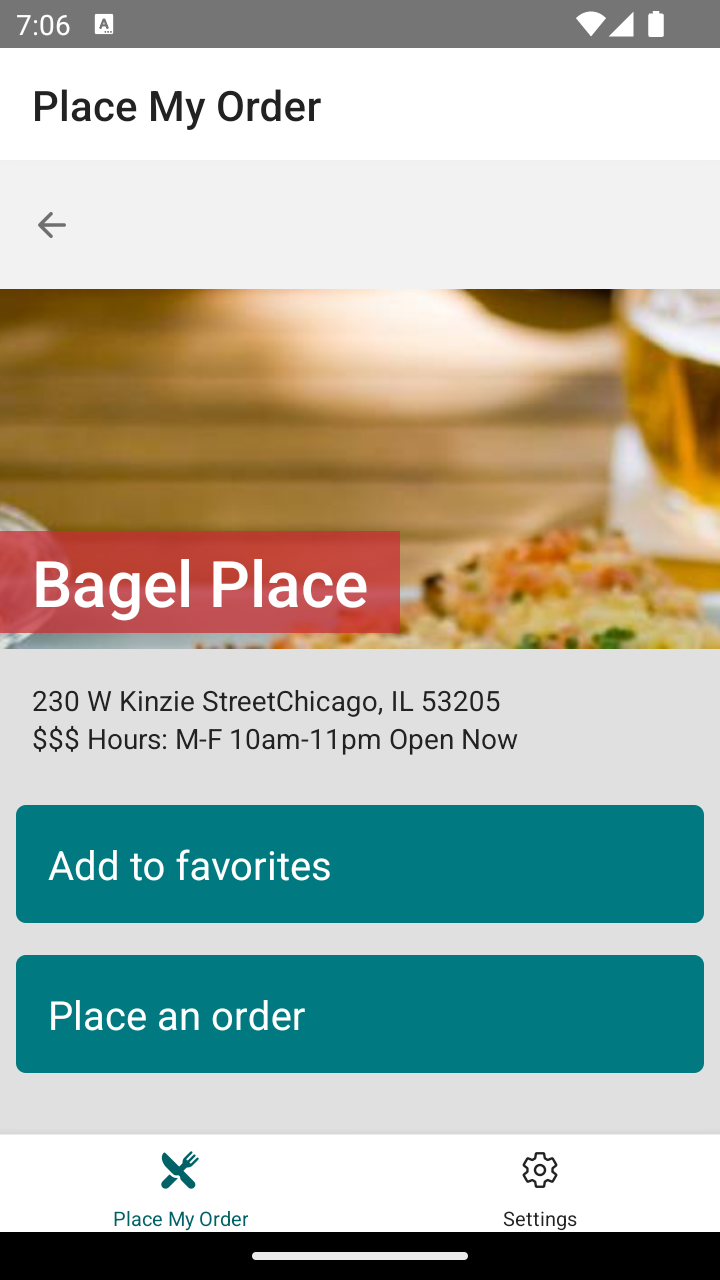 7:06
Place My Order
Bagel Place
230 W Kinzie StreetChicago, IL 53205
$$$ Hours: M-F 10am-11pm Open Now
Add to favorites
Place an order
Place My Order
Settings